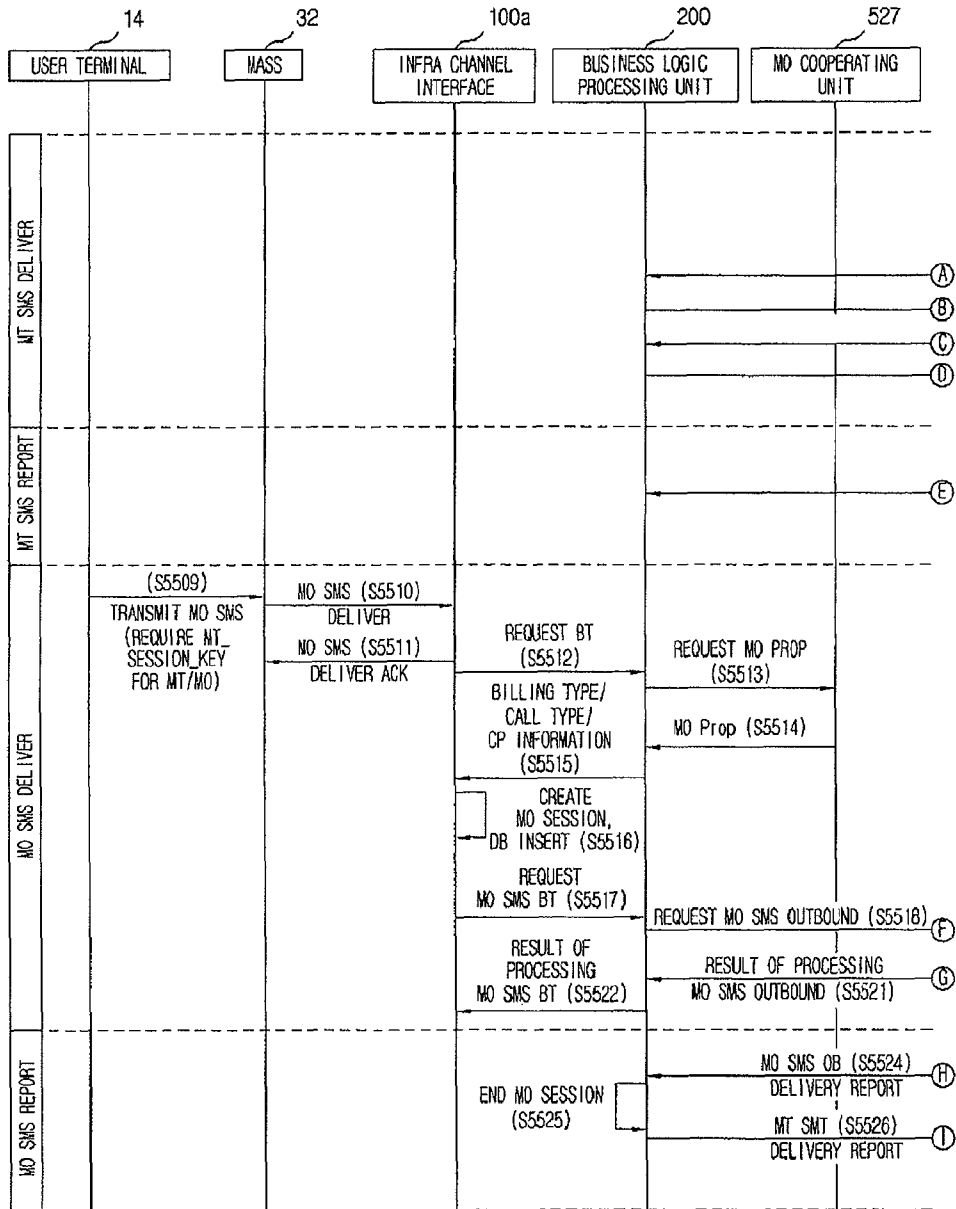 14
32
100a
200
527
USER TERMINAL
MASS
INFRA CHANNEL
INTERFACE
BUSINESS LOGIC
PROCESSING UNIT
MO COOPERATING
UNIT
MT SMS DELIVER
A
B
C
D
MT SMS REPORT
E
MO SMS DELIVER
(S5509)
TRANSMIT MO SMS
(REQUIRE MT_
SESSION_KEY
FOR MT/MO)
MO SMS (S5510)
DELIVER
MO SMS (S5511)
DELIVER ACK
REQUEST BT
(S5512)
REQUEST MO PROP
(S5513)
MO Prop (S5514)
BILLING TYPE/
CALL TYPE/
CP INFORMATION
(S5515)
CREATE
MO SESSION,
DB INSERT (S5516)
REQUEST
MO SMS BT (S5517)
REQUEST MO SMS OUTBOUND (S5518)
F
RESULT OF PROCESSING
MO SMS OUTBOUND (S5521)
G
RESULT OF
PROCESSING
MO SMS BT (S5522)
MO SMS REPORT
MO SMS OB (S5524)
DELIVERY REPORT
H
END MO SESSION
(S5525)
MT SMT (S5526)
DELIVERY REPORT
I